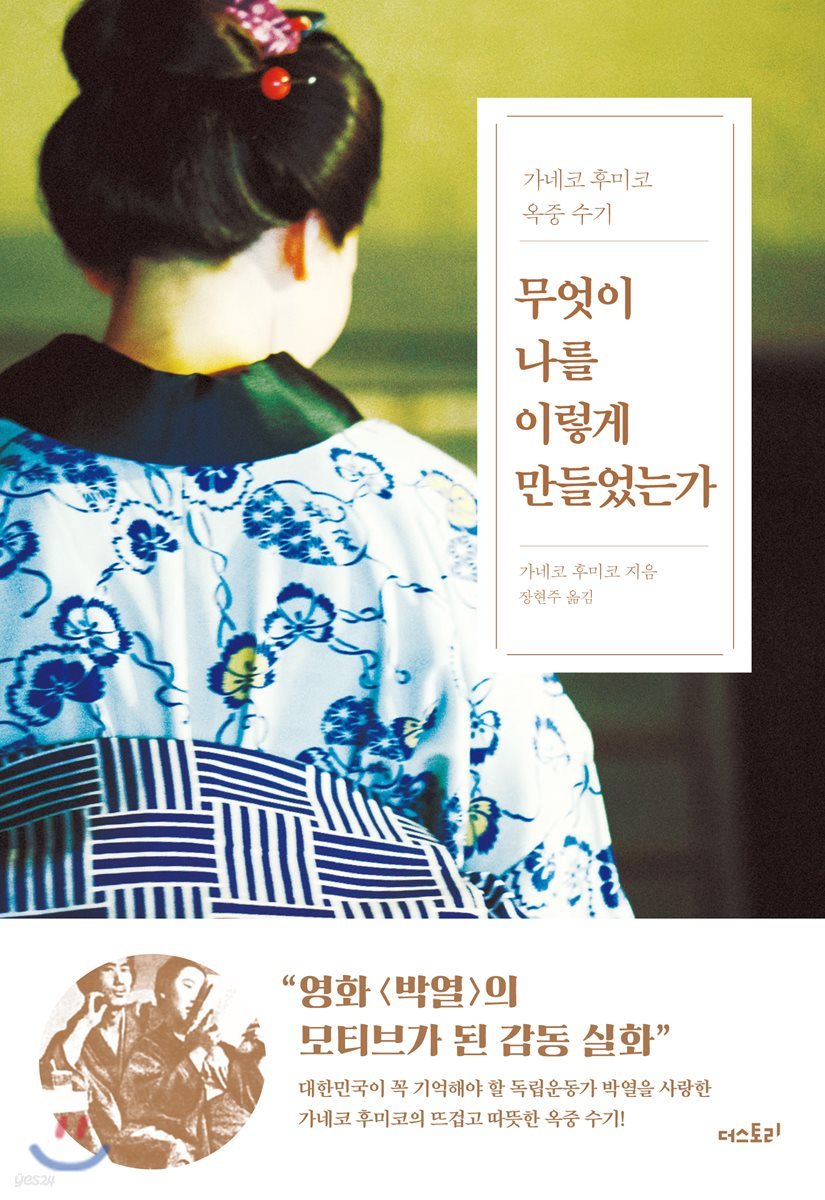 가네코 후미코
옥중 수기
무엇이
나를
이렇게
만들었는가
가네코 후미코 지음
장현주 옮김
“영화 〈박열〉의
모티브가 된 감동 실화”
대한민국이 꼭 기억해야 할 독립운동가 박열을 사랑한
가네코 후미코의 뜨겁고 따뜻한 옥중 수기!
더스토리
yes24